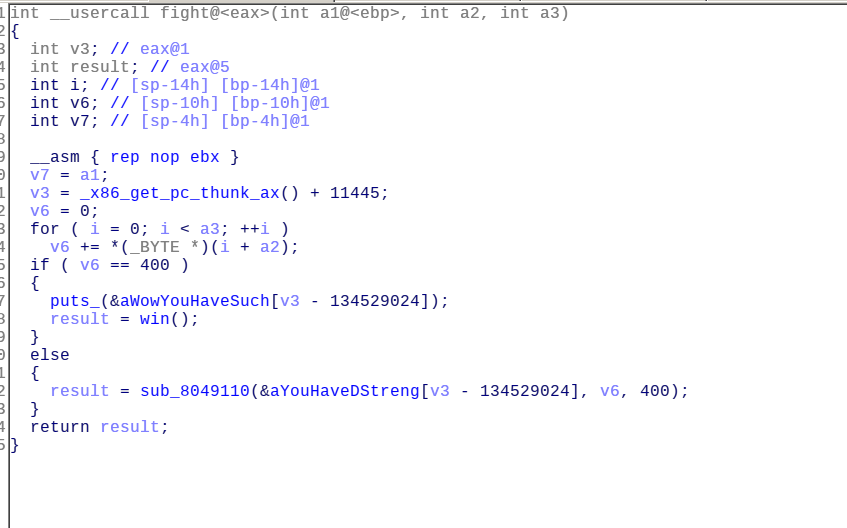 1 int __usercall fight@<eax>(int a1@<ebp>, int a2, int a3)
2 {
3   int v3; // eax@1
4   int result; // eax@5
5   int i; // [sp-14h] [bp-14h]@1
6   int v6; // [sp-10h] [bp-10h]@1
7   int v7; // [sp-4h] [bp-4h]@1
8
9   __asm { rep nop ebx }
0   v7 = a1;
1   v3 = _x86_get_pc_thunk_ax() + 11445;
2   v6 = 0;
3   for ( i = 0; i < a3; ++i )
4     v6 += *(_BYTE *)(i + a2);
5   if ( v6 == 400 )
6   {
7     puts_(&aWowYouHaveSuch[v3 - 134529024]);
8     result = win();
9   }
0   else
1   {
2     result = sub_8049110(&aYouHaveDStreng[v3 - 134529024], v6, 400);
3   }
4   return result;
5 }